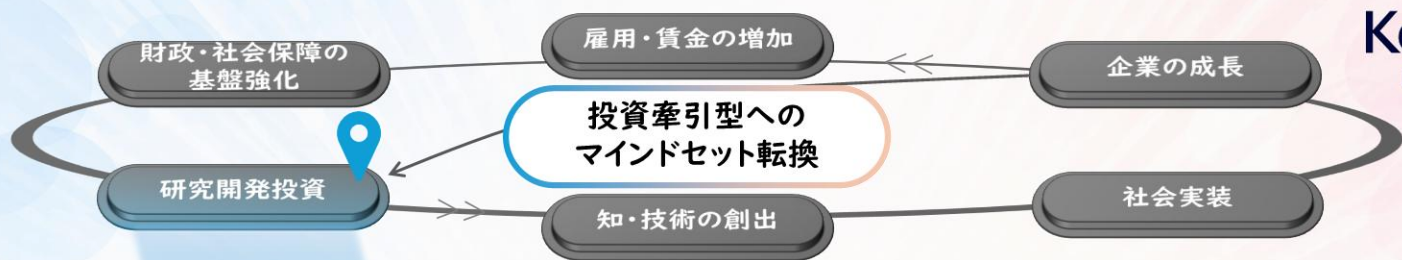 財政・社会保障の
基盤強化
雇用・賃金の増加
企業の成長
投資牽引型への
マインドセット転換
研究開発投資
知・技術の創出
社会実装